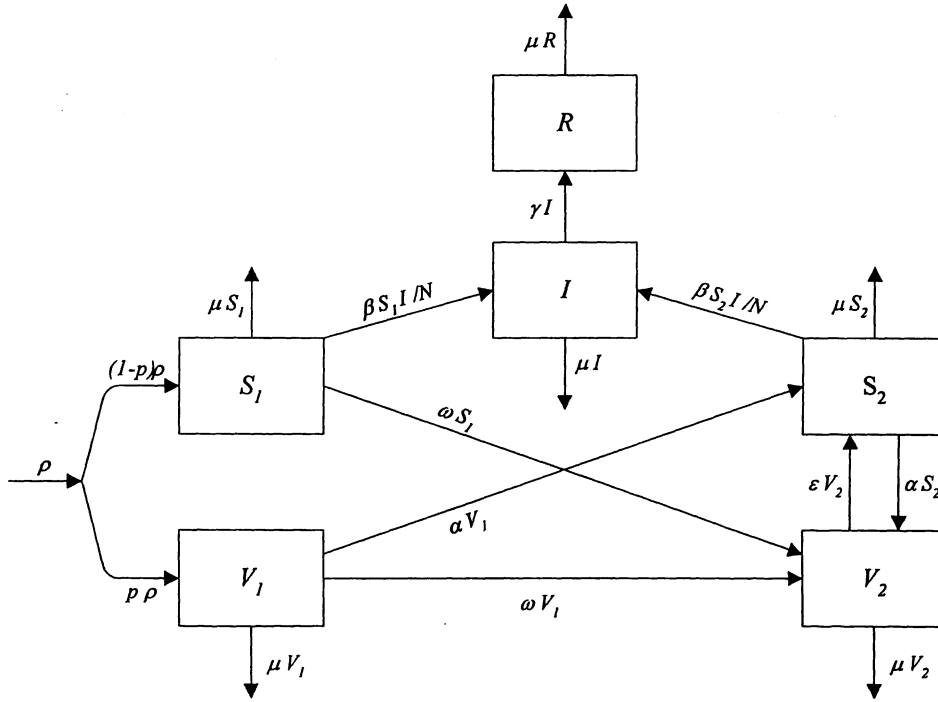 μR
R
γI
I
μS₁
βS₁I/N
βS₂I/N
μS₂
μI
(1-p)ρ
S₁
S₂
ωS₁
ρ
εV₂
αS₂
αV₁
V₁
V₂
pρ
ωV₁
μV₁
μV₂